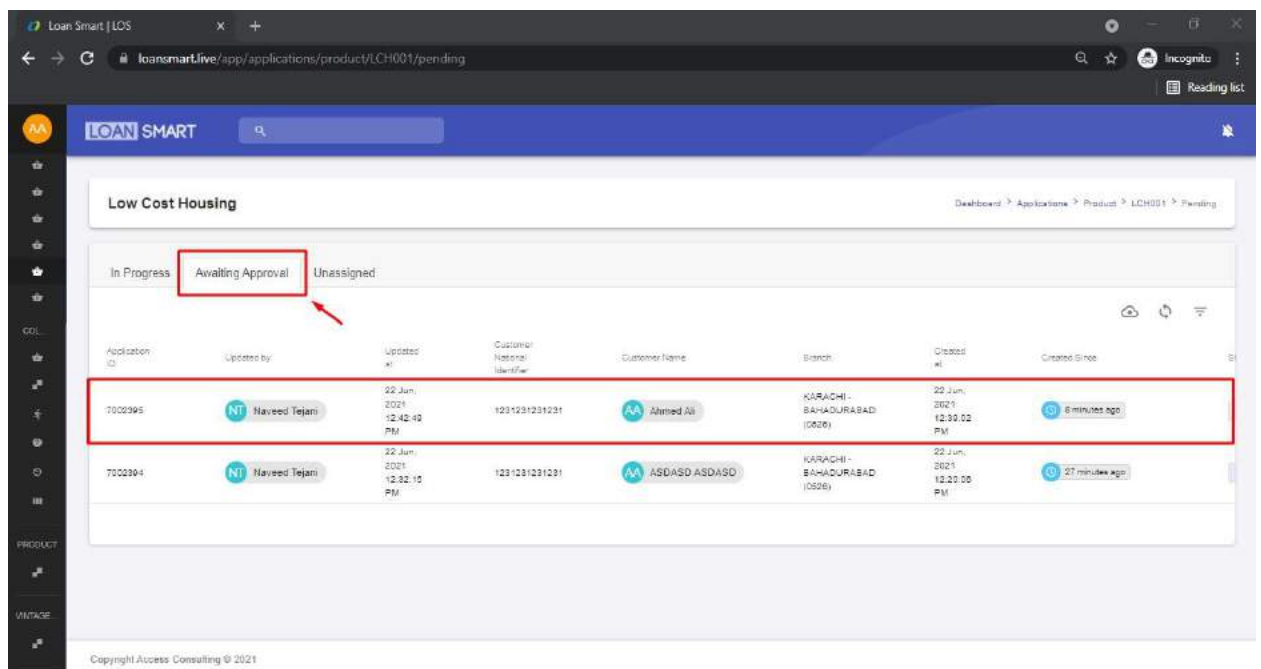 Loan Smart | LOS
loansmart.live/app/applications/product/LCH001/pending
Incognito
Reading list
AA
LOAN SMART
Low Cost Housing
Dashboard > Applications > Product > LCH001 > Pending
In Progress
Awaiting Approval
Unassigned
COL...
Application ID
Updated by
Updated at
Customer National Identifier
Customer Name
Branch
Created at
Created Since
7002395
NT Naveed Tejani
22 Jun, 2021 12:42:49 PM
1231231231231
AA Ahmed Ali
KARACHI - BAHADURABAD (0526)
22 Jun, 2021 12:39:02 PM
8 minutes ago
7002394
NT Naveed Tejani
22 Jun, 2021 12:32:15 PM
1231231231231
AA ASDASD ASDASD
KARACHI - BAHADURABAD (0526)
22 Jun, 2021
27 minutes ago
PRODUCT
VINTAGE...
Copyright Access Consulting © 2021